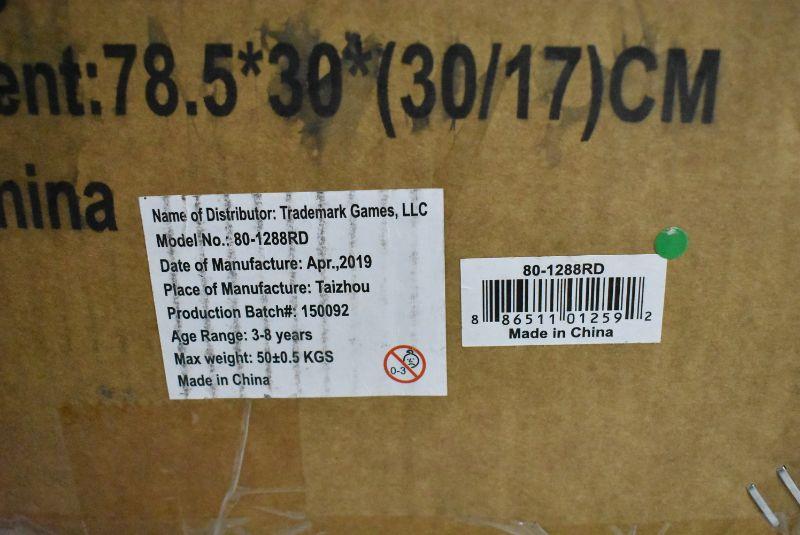 ent:78.5*30*(30/17)CM
hina
Name of Distributor: Trademark Games, LLC
Model No.: 80-1288RD
Date of Manufacture: Apr.,2019
Place of Manufacture: Taizhou
Production Batch#: 150092
Age Range: 3-8 years
Max weight: 50±0.5 KGS
Made in China
0-3
80-1288RD
8 86511 01259 2
Made in China